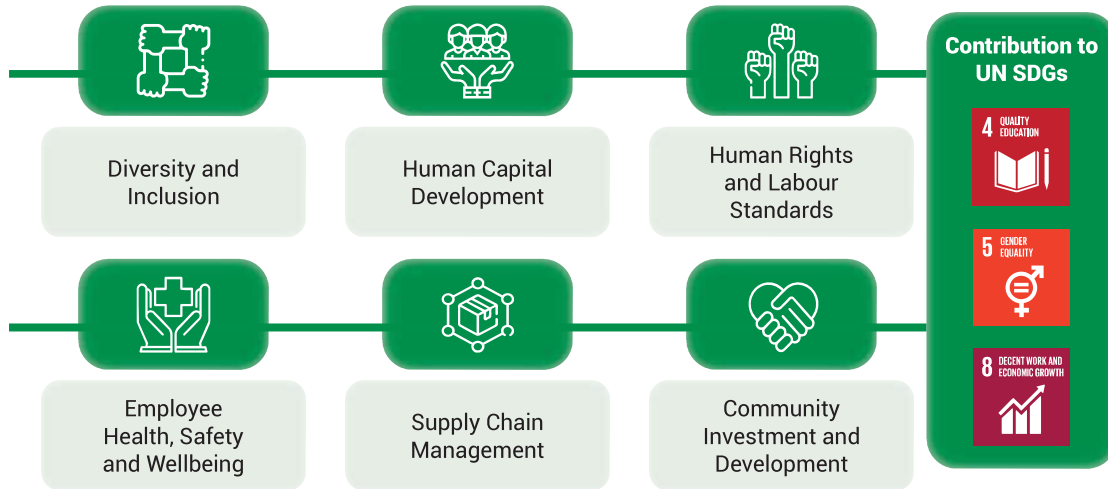 Diversity and
Inclusion
Human Capital
Development
Human Rights
and Labour
Standards
Employee
Health, Safety
and Wellbeing
Supply Chain
Management
Community
Investment and
Development
Contribution to
UN SDGs
4 QUALITY
EDUCATION
5 GENDER
EQUALITY
8 DECENT WORK AND
ECONOMIC GROWTH